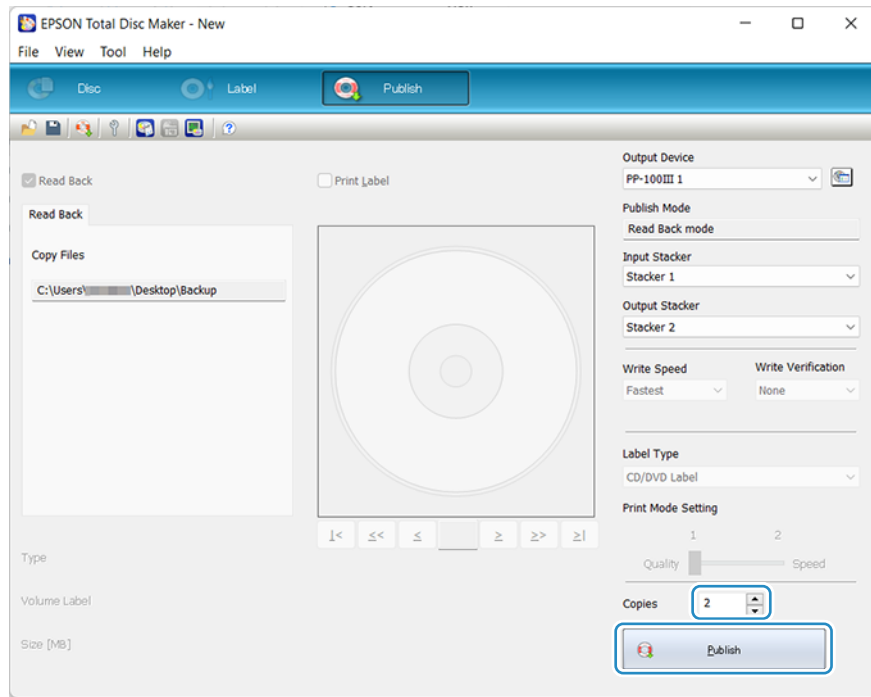 EPSON Total Disc Maker - New
File View Tool Help
Disc Label Publish
Read Back
Print Label
Read Back
Copy Files
C:\Users\ \Desktop\Backup
|< << < > >> >|
Type
Volume Label
Size [MB]
Output Device
PP-100III 1
Publish Mode
Read Back mode
Input Stacker
Stacker 1
Output Stacker
Stacker 2
Write Speed Write Verification
Fastest None
Label Type
CD/DVD Label
Print Mode Setting
1 2
Quality Speed
Copies 2
Publish